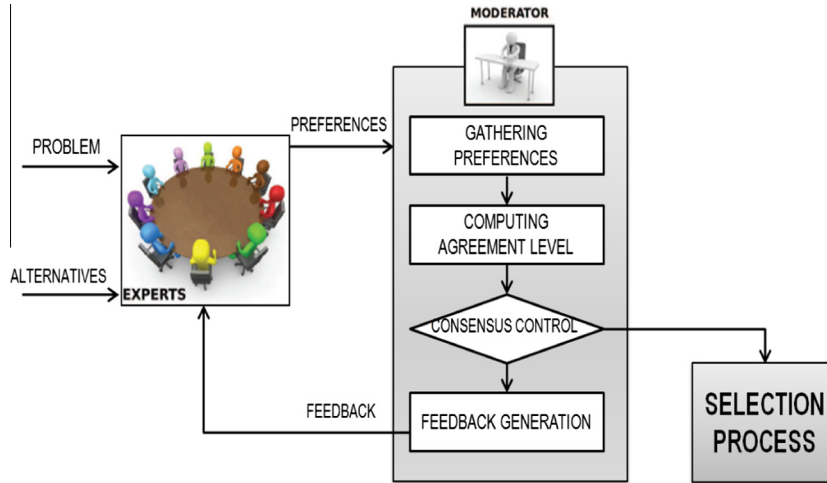 MODERATOR
PROBLEM
PREFERENCES
GATHERING
PREFERENCES
COMPUTING
AGREEMENT LEVEL
ALTERNATIVES
EXPERTS
CONSENSUS CONTROL
FEEDBACK
FEEDBACK GENERATION
SELECTION
PROCESS